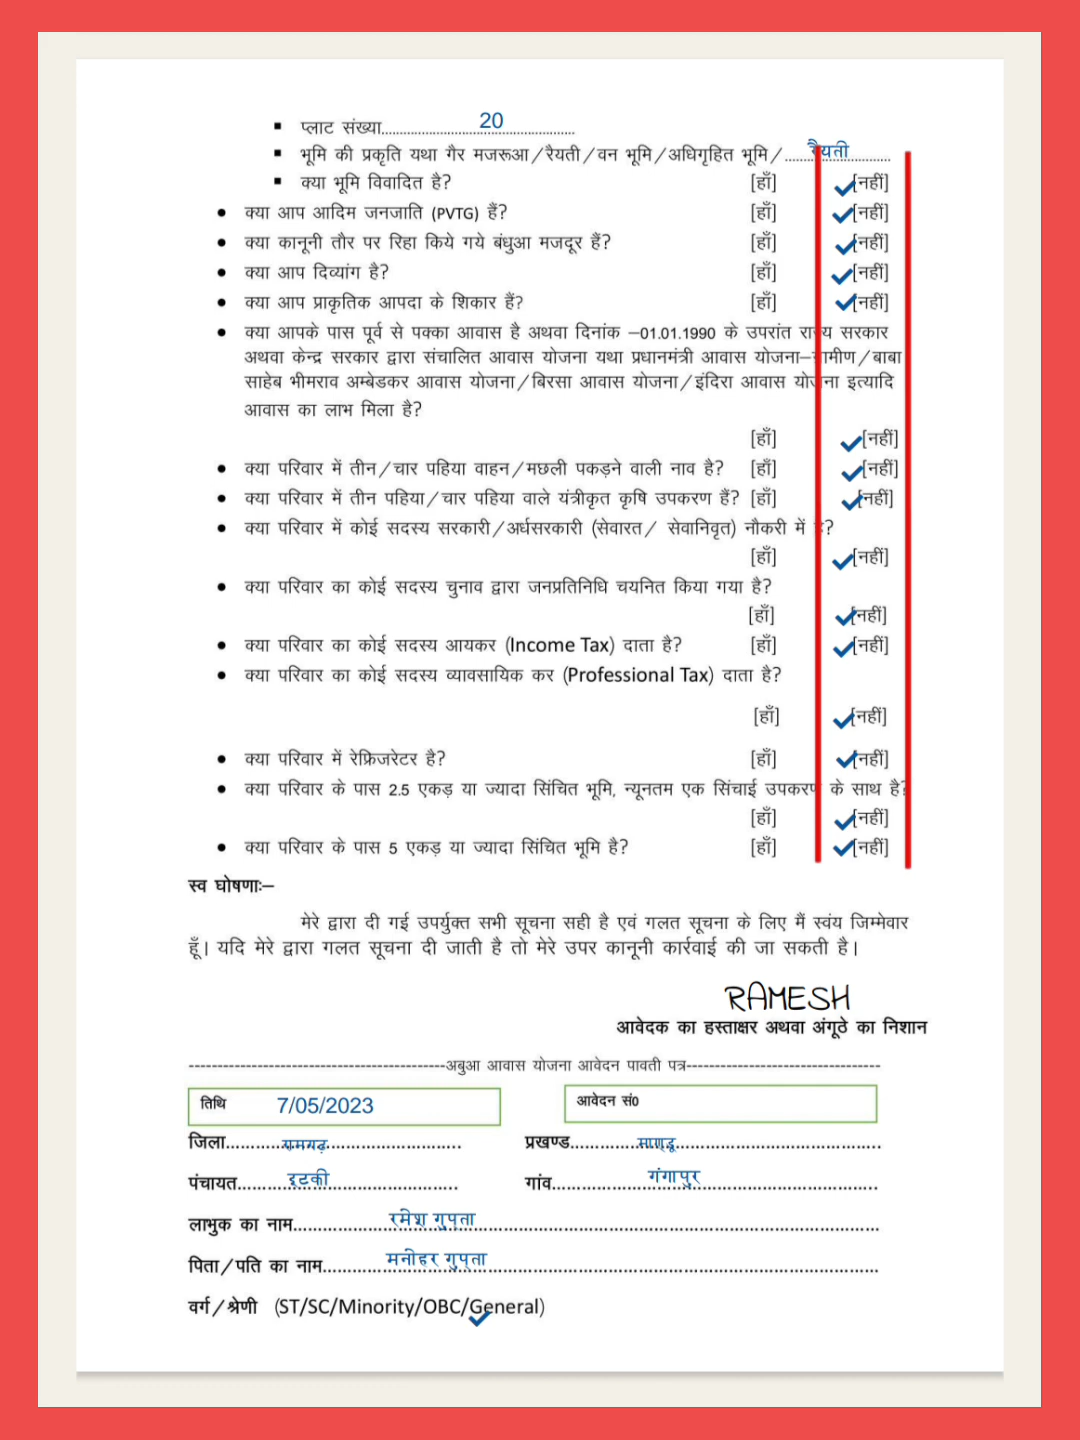 ▪ प्लाट संख्या....................20....................
▪ भूमि की प्रकृति यथा गैर मजरूआ/रैयती/वन भूमि/अधिगृहित भूमि/......रैयती......
▪ क्या भूमि विवादित है? [हाँ] ✔[नहीं]
• क्या आप आदिम जनजाति (PVTG) हैं? [हाँ] ✔[नहीं]
• क्या कानूनी तौर पर रिहा किये गये बंधुआ मजदूर हैं? [हाँ] ✔[नहीं]
• क्या आप दिव्यांग है? [हाँ] ✔[नहीं]
• क्या आप प्राकृतिक आपदा के शिकार हैं? [हाँ] ✔[नहीं]
• क्या आपके पास पूर्व से पक्का आवास है अथवा दिनांक –01.01.1990 के उपरांत राज्य सरकार
अथवा केन्द्र सरकार द्वारा संचालित आवास योजना यथा प्रधानमंत्री आवास योजना–ग्रामीण/बाबा
साहेब भीमराव अम्बेडकर आवास योजना/बिरसा आवास योजना/इंदिरा आवास योजना इत्यादि
आवास का लाभ मिला है?
[हाँ] ✔[नहीं]
• क्या परिवार में तीन/चार पहिया वाहन/मछली पकड़ने वाली नाव है? [हाँ] ✔[नहीं]
• क्या परिवार में तीन पहिया/चार पहिया वाले यंत्रीकृत कृषि उपकरण हैं? [हाँ] ✔[नहीं]
• क्या परिवार में कोई सदस्य सरकारी/अर्धसरकारी (सेवारत/ सेवानिवृत) नौकरी में है?
[हाँ] ✔[नहीं]
• क्या परिवार का कोई सदस्य चुनाव द्वारा जनप्रतिनिधि चयनित किया गया है?
[हाँ] ✔[नहीं]
• क्या परिवार का कोई सदस्य आयकर (Income Tax) दाता है? [हाँ] ✔[नहीं]
• क्या परिवार का कोई सदस्य व्यावसायिक कर (Professional Tax) दाता है?
[हाँ] ✔[नहीं]
• क्या परिवार में रेफ्रिजरेटर है? [हाँ] ✔[नहीं]
• क्या परिवार के पास 2.5 एकड़ या ज्यादा सिंचित भूमि, न्यूनतम एक सिंचाई उपकरण के साथ है?
[हाँ] ✔[नहीं]
• क्या परिवार के पास 5 एकड़ या ज्यादा सिंचित भूमि है? [हाँ] ✔[नहीं]
स्व घोषणाः–
मेरे द्वारा दी गई उपर्युक्त सभी सूचना सही है एवं गलत सूचना के लिए मैं स्वंय जिम्मेवार
हूँ। यदि मेरे द्वारा गलत सूचना दी जाती है तो मेरे उपर कानूनी कार्रवाई की जा सकती है।
RAMESH
आवेदक का हस्ताक्षर अथवा अंगूठे का निशान
--------------------अबुआ आवास योजना आवेदन पावती पत्र--------------------
तिथि 7/05/2023 आवेदन सं0
जिला..........रामगढ़.......... प्रखण्ड..........माण्डू..........
पंचायत.................... गांव..........गंगापुर..........
लाभुक का नाम..........रमेश गुप्ता..........
पिता/पति का नाम..........मनोहर गुप्ता..........
वर्ग/श्रेणी (ST/SC/Minority/OBC/General) ✔